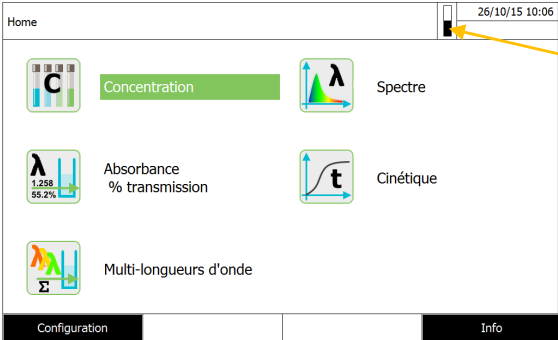 Home
26/10/15 10:06
C
Concentration
λ
Spectre
λ
1.258
55.2%
Absorbance
% transmission
t
Cinétique
λλλ
Σ
Multi-longueurs d'onde
Configuration
Info